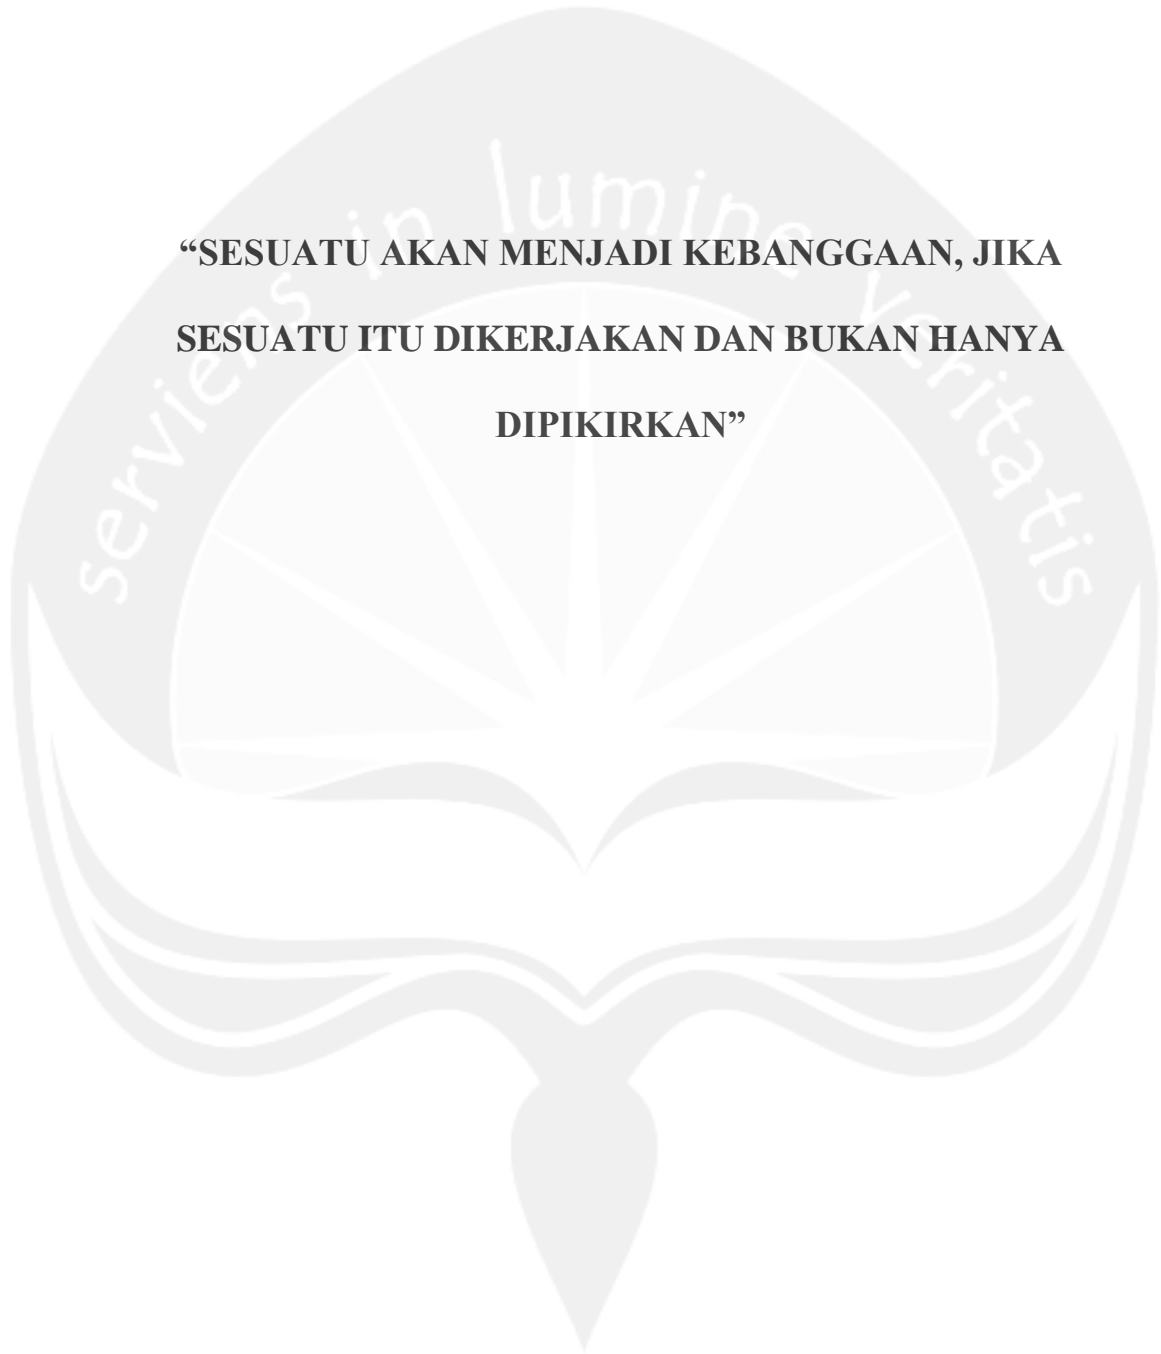 serviens in lumine veritatis
“SESUATU AKAN MENJADI KEBANGGAAN, JIKA
SESUATU ITU DIKERJAKAN DAN BUKAN HANYA
DIPIKIRKAN”